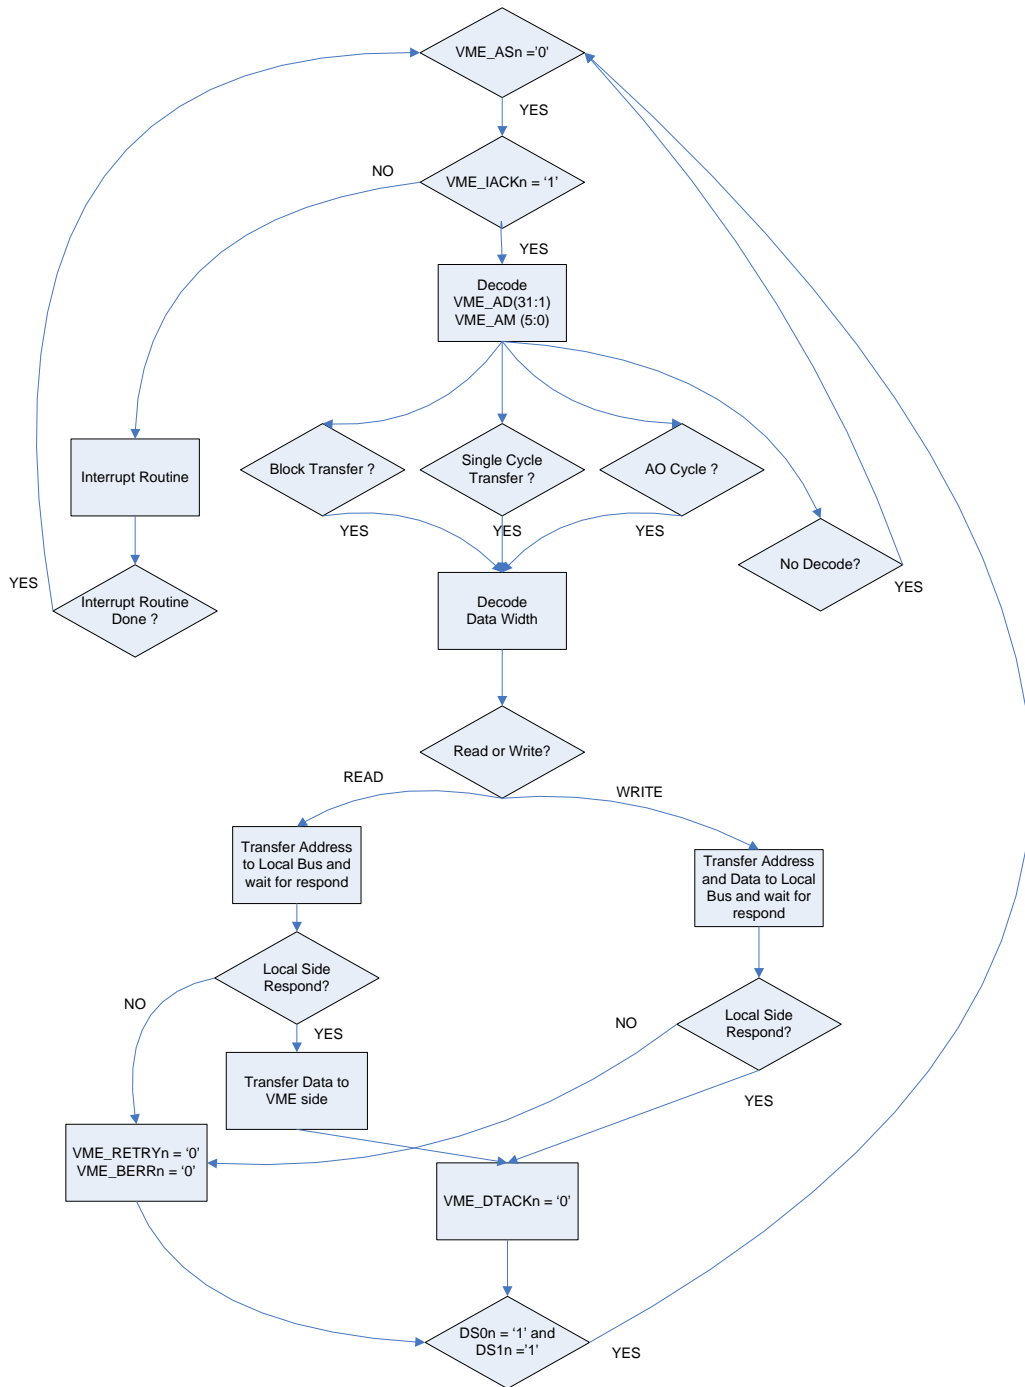 VME_ASn =‘0’
YES
NO
VME_IACKn = ‘1’
YES
Decode
VME_AD(31:1)
VME_AM (5:0)
Interrupt Routine
Block Transfer ?
Single Cycle
Transfer ?
AO Cycle ?
YES
YES
YES
No Decode?
YES
YES
Interrupt Routine
Done ?
Decode
Data Width
Read or Write?
READ
WRITE
Transfer Address
to Local Bus and
wait for respond
Transfer Address
and Data to Local
Bus and wait for
respond
Local Side
Respond?
NO
YES
Local Side
Respond?
NO
YES
Transfer Data to
VME side
VME_RETRYn = ‘0’
VME_BERRn = ‘0’
VME_DTACKn = ‘0’
DS0n = ‘1’ and
DS1n =’1’
YES